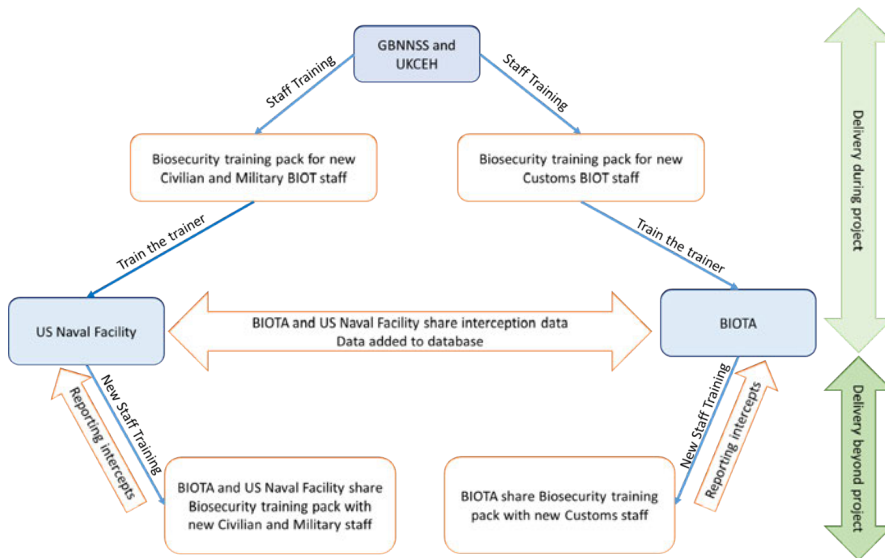 GBNNSS and
UKCEH
Staff Training
Staff Training
Biosecurity training pack for new
Civilian and Military BIOT staff
Biosecurity training pack for new
Customs BIOT staff
Delivery during project
Train the trainer
Train the trainer
US Naval Facility
BIOTA and US Naval Facility share interception data
Data added to database
BIOTA
New Staff Training
Reporting intercepts
New Staff Training
Reporting intercepts
Delivery beyond project
BIOTA and US Naval Facility share
Biosecurity training pack with
new Civilian and Military staff
BIOTA share Biosecurity training
pack with new Customs staff